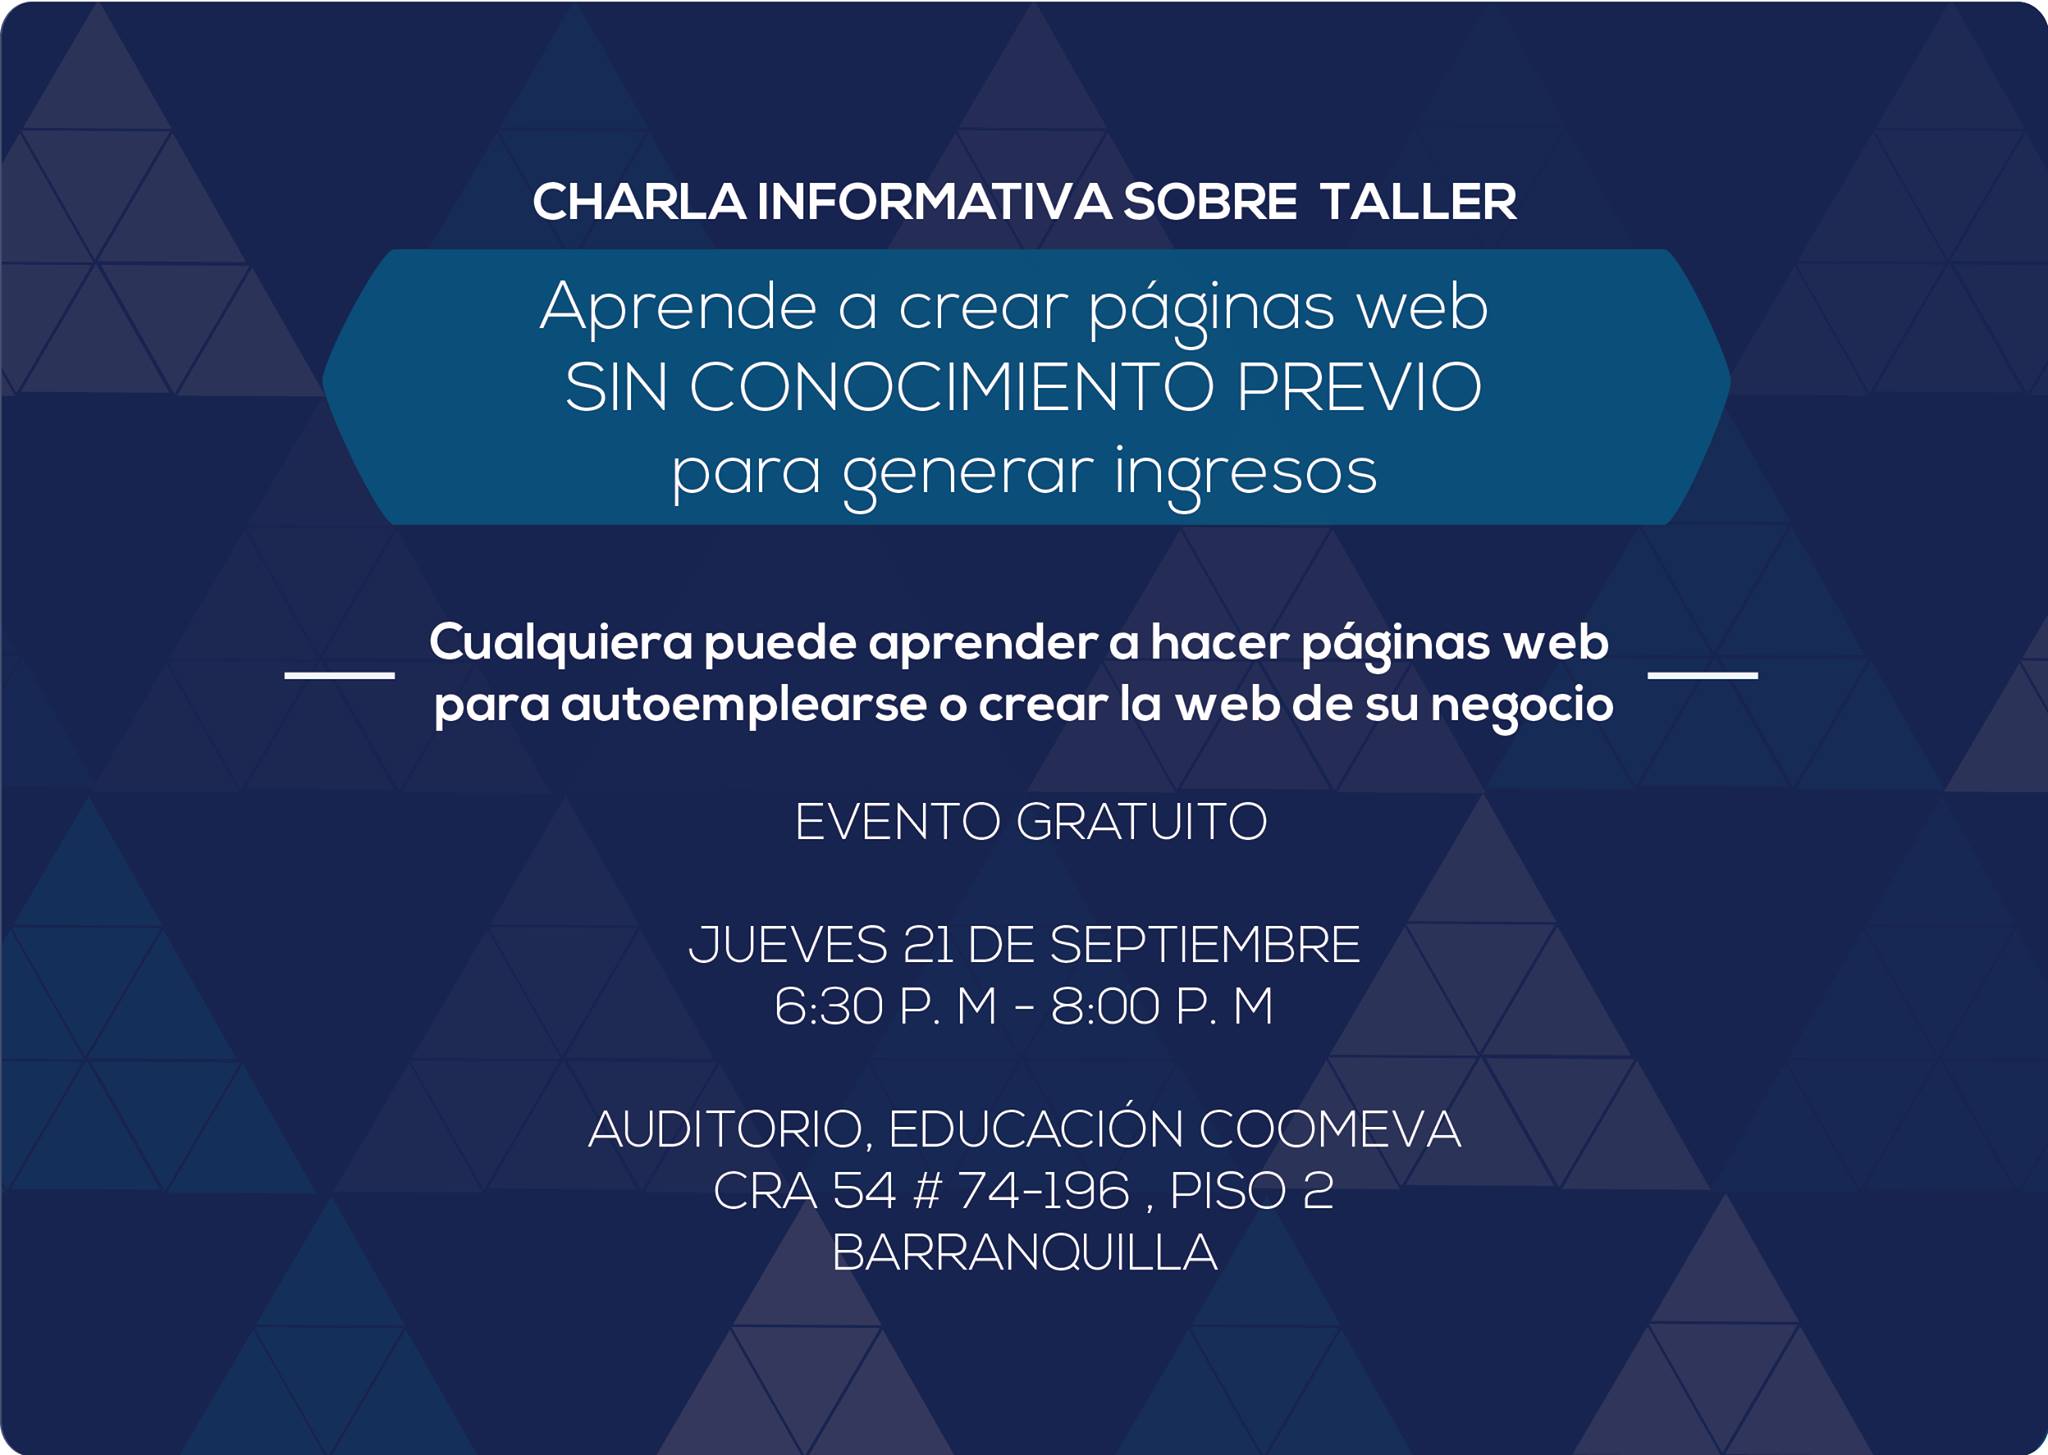 CHARLA INFORMATIVA SOBRE TALLER
Aprende a crear páginas web
SIN CONOCIMIENTO PREVIO
para generar ingresos
Cualquiera puede aprender a hacer páginas web
para autoemplearse o crear la web de su negocio
EVENTO GRATUITO
JUEVES 21 DE SEPTIEMBRE
6:30 P. M - 8:00 P. M
AUDITORIO, EDUCACIÓN COOMEVA
CRA 54 # 74-196 , PISO 2
BARRANQUILLA